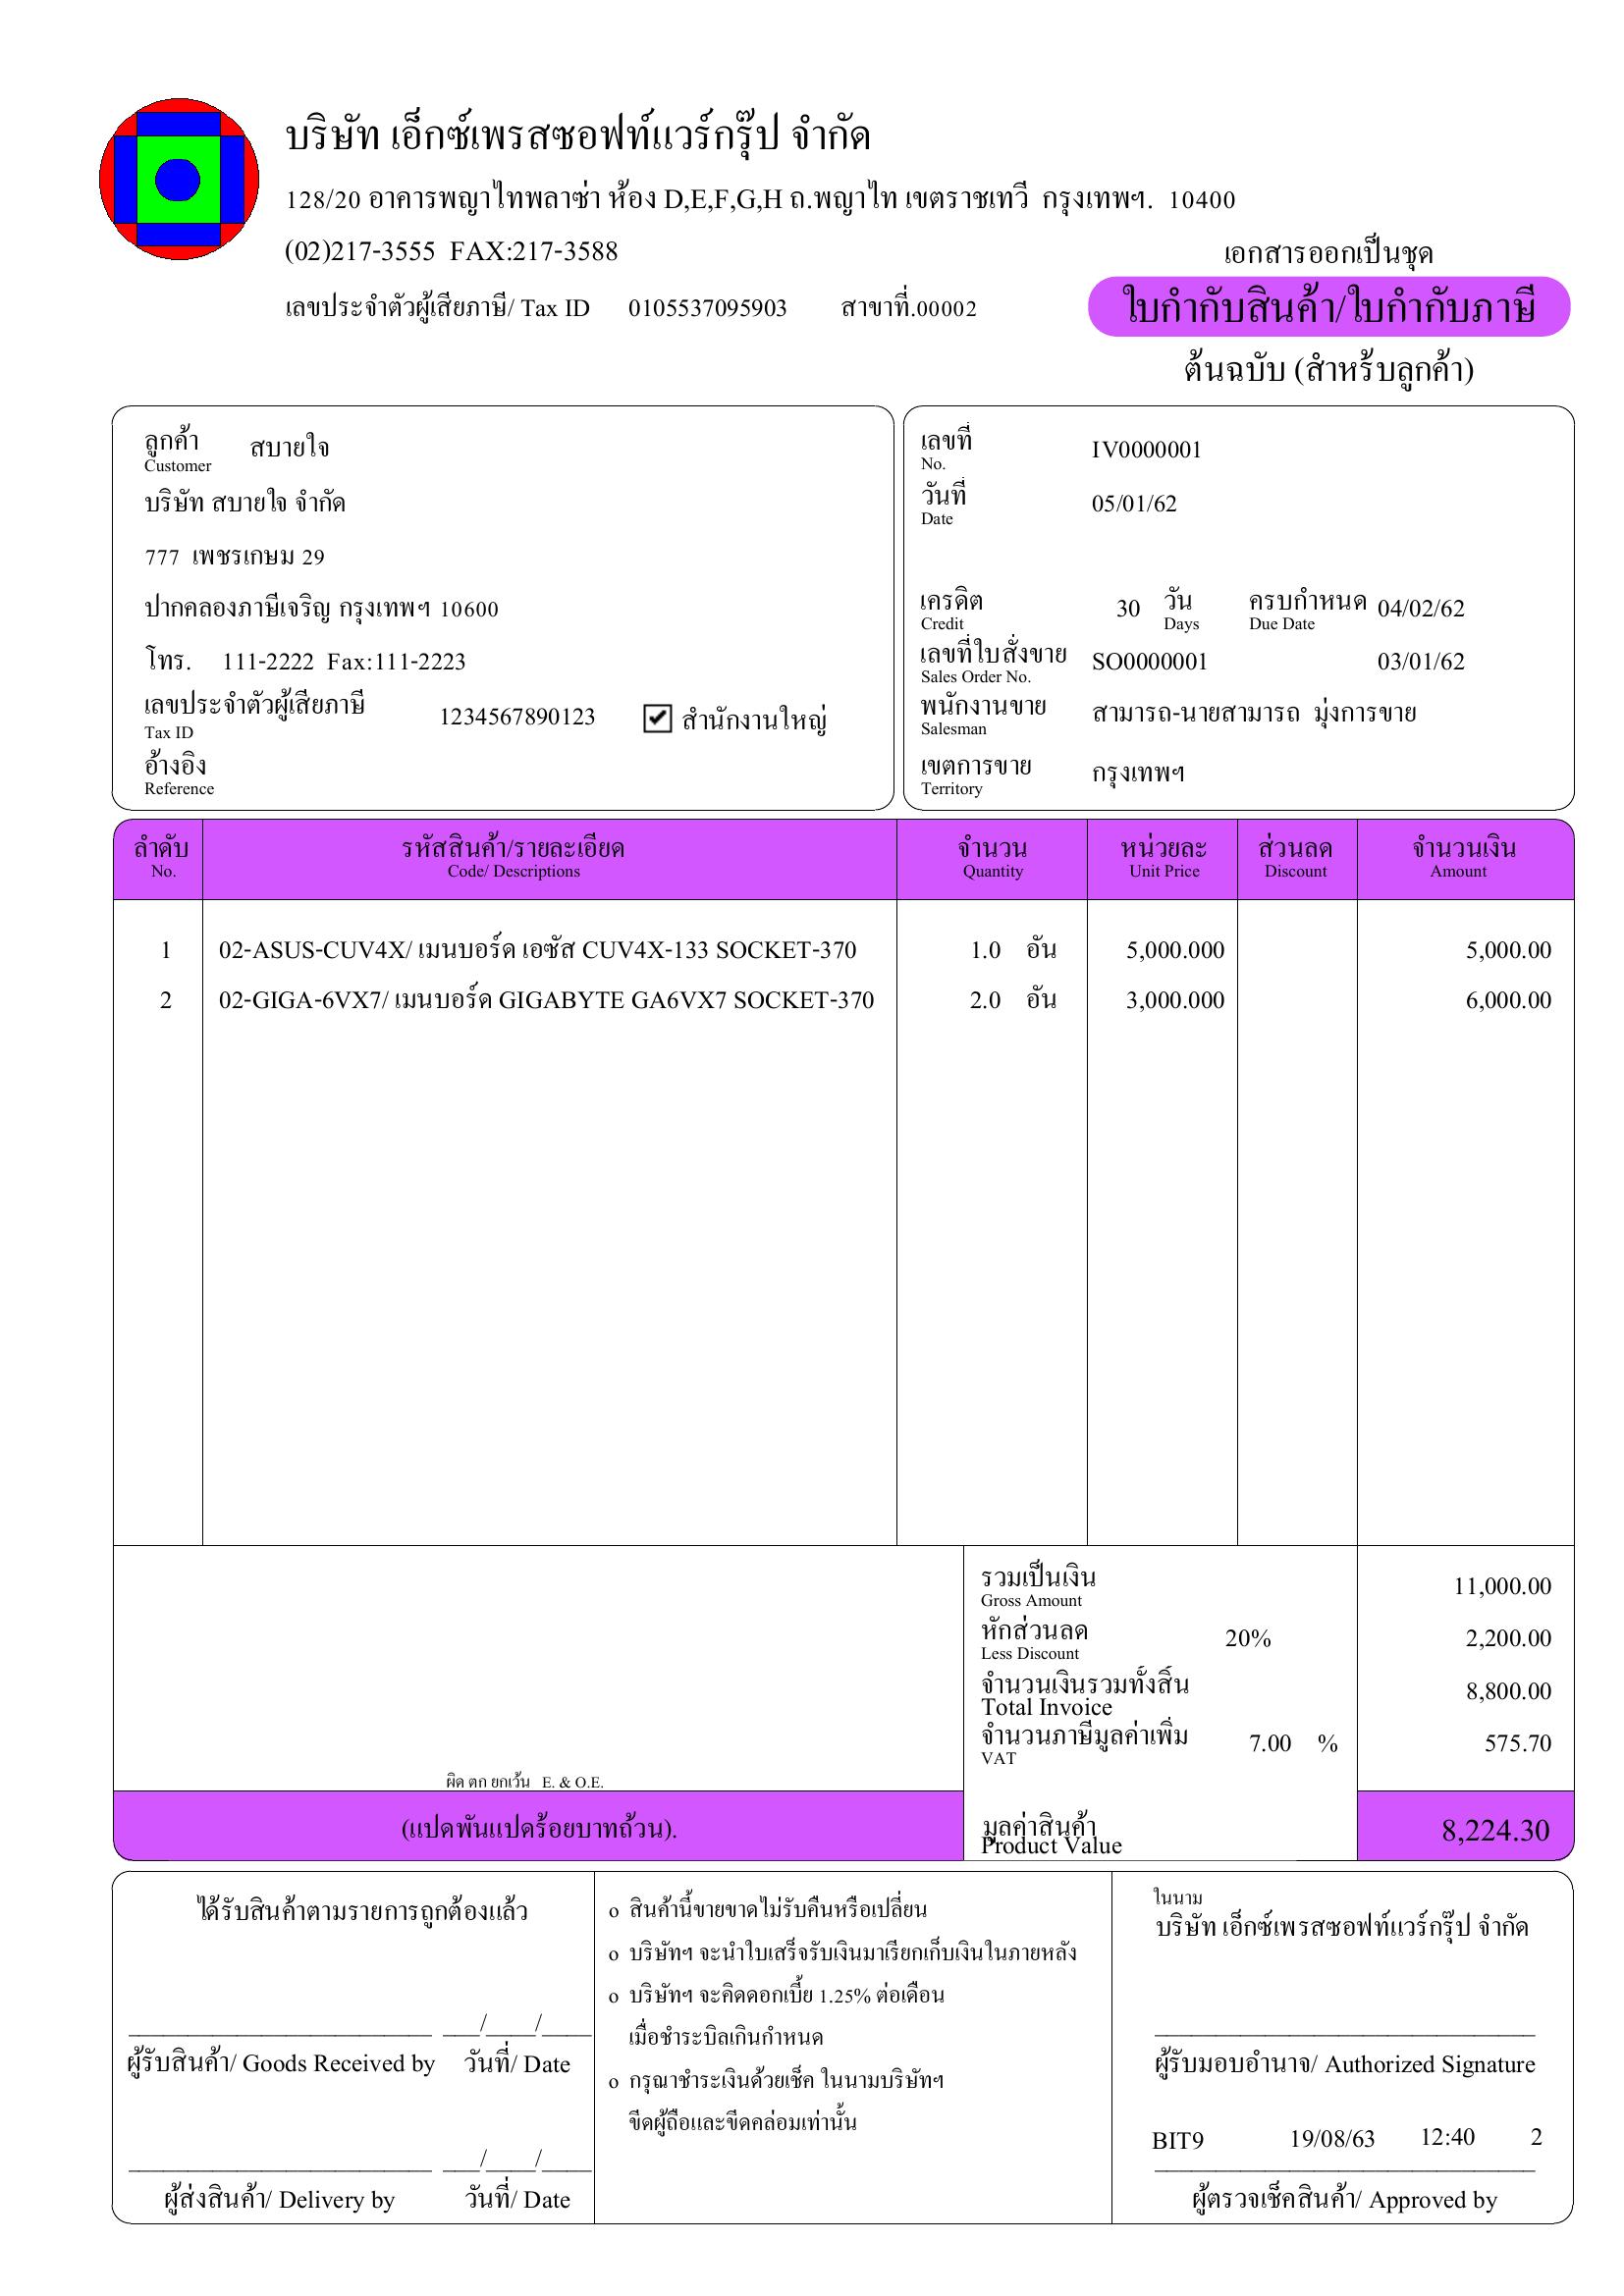 บริษัท เอ็กซ์เพรสซอฟท์แวร์กรุ๊ป จำกัด
128/20 อาคารพญาไทพลาซ่า ห้อง D,E,F,G,H ถ.พญาไท เขตราชเทวี กรุงเทพฯ. 10400
(02)217-3555 FAX:217-3588
เลขประจำตัวผู้เสียภาษี/ Tax ID 0105537095903 สาขาที่.00002
เอกสารออกเป็นชุด
ใบกำกับสินค้า/ใบกำกับภาษี
ต้นฉบับ (สำหรับลูกค้า)
ลูกค้า สบายใจ
Customer
บริษัท สบายใจ จำกัด
777 เพชรเกษม 29
ปากคลองภาษีเจริญ กรุงเทพฯ 10600
โทร. 111-2222 Fax:111-2223
เลขประจำตัวผู้เสียภาษี 1234567890123 สำนักงานใหญ่
Tax ID
อ้างอิง
Reference
เลขที่ IV0000001
No.
วันที่ 05/01/62
Date
เครดิต 30 วัน ครบกำหนด 04/02/62
Credit Days Due Date
เลขที่ใบสั่งขาย SO0000001 03/01/62
Sales Order No.
พนักงานขาย สามารถ-นายสามารถ มุ่งการขาย
Salesman
เขตการขาย กรุงเทพฯ
Territory
ลำดับ รหัสสินค้า/รายละเอียด จำนวน หน่วยละ ส่วนลด จำนวนเงิน
No. Code/ Descriptions Quantity Unit Price Discount Amount
1 02-ASUS-CUV4X/ เมนบอร์ด เอซัส CUV4X-133 SOCKET-370 1.0 อัน 5,000.000 5,000.00
2 02-GIGA-6VX7/ เมนบอร์ด GIGABYTE GA6VX7 SOCKET-370 2.0 อัน 3,000.000 6,000.00
รวมเป็นเงิน 11,000.00
Gross Amount
หักส่วนลด 20% 2,200.00
Less Discount
จำนวนเงินรวมทั้งสิ้น 8,800.00
Total Invoice
จำนวนภาษีมูลค่าเพิ่ม 7.00 % 575.70
VAT
ผิด ตก ยกเว้น E. & O.E.
(แปดพันแปดร้อยบาทถ้วน).
มูลค่าสินค้า 8,224.30
Product Value
ได้รับสินค้าตามรายการถูกต้องแล้ว
___/____/____
ผู้รับสินค้า/ Goods Received by วันที่/ Date
___/____/____
ผู้ส่งสินค้า/ Delivery by วันที่/ Date
o สินค้านี้ขายขาดไม่รับคืนหรือเปลี่ยน
o บริษัทฯ จะนำใบเสร็จรับเงินมาเรียกเก็บเงินในภายหลัง
o บริษัทฯ จะคิดดอกเบี้ย 1.25% ต่อเดือน
เมื่อชำระบิลเกินกำหนด
o กรุณาชำระเงินด้วยเช็ค ในนามบริษัทฯ
ขีดผู้ถือและขีดคล่อมเท่านั้น
ในนาม
บริษัท เอ็กซ์เพรสซอฟท์แวร์กรุ๊ป จำกัด
ผู้รับมอบอำนาจ/ Authorized Signature
BIT9 19/08/63 12:40 2
ผู้ตรวจเช็คสินค้า/ Approved by